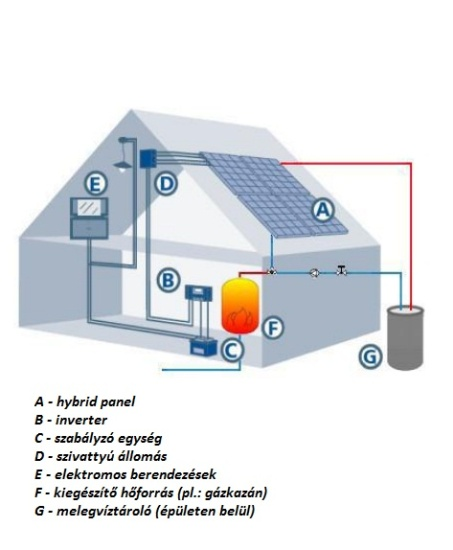 D
A
E
B
F
C
G
A - hybrid panel
B - inverter
C - szabályzó egység
D - szivattyú állomás
E - elektromos berendezések
F - kiegészítő hőforrás (pl.: gázkazán)
G - melegvíztároló (épületen belül)